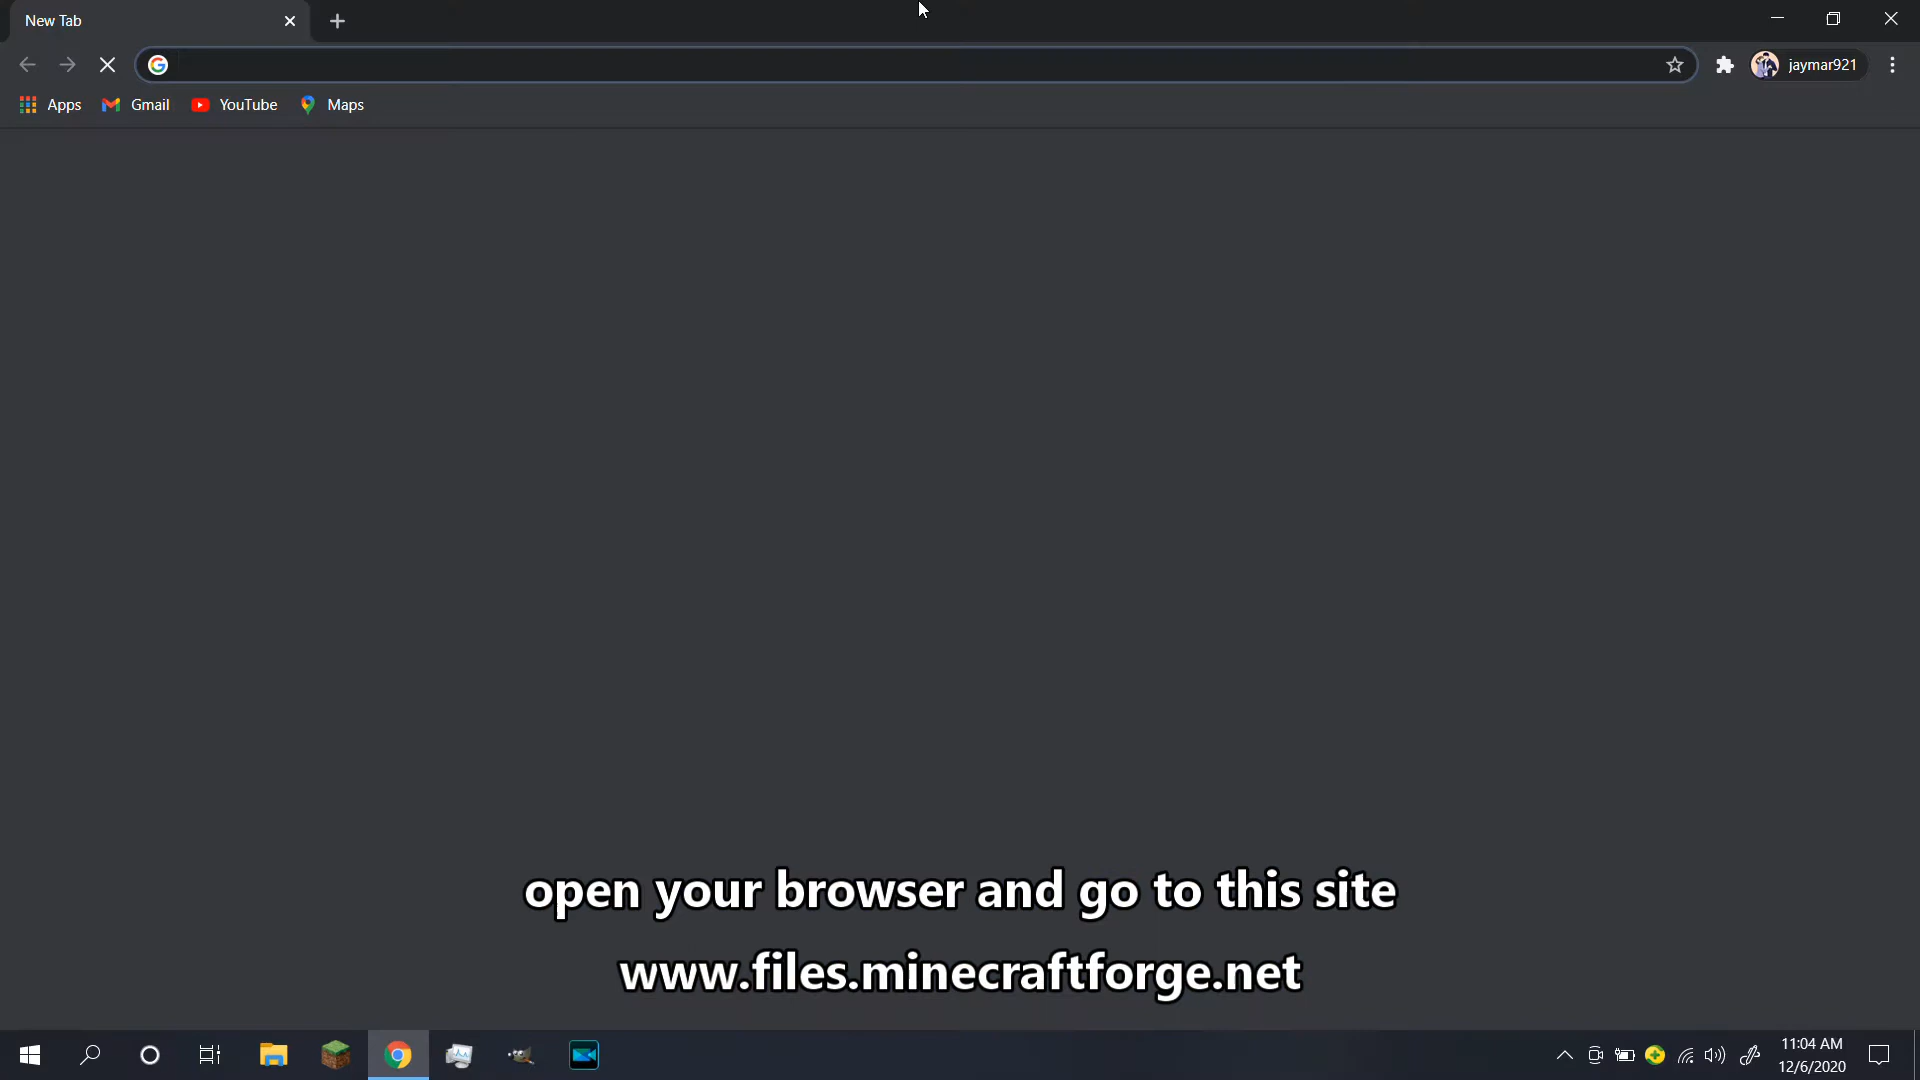 New Tab
jaymar921
Apps Gmail YouTube Maps
open your browser and go to this site
www.files.minecraftforge.net
11:04 AM
12/6/2020